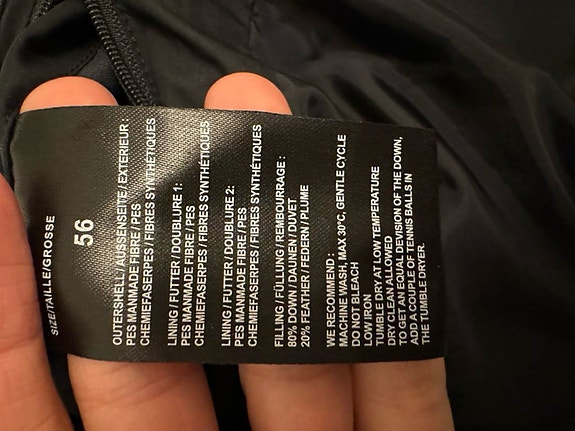 SIZE/TAILLE/GROSSE
56
OUTERSHELL / AUSSENSEITE / EXTERIEUR
PES MANMADE FIBRE / PES
CHEMIEFASERPES / FIBRES SYNTHÉTIQUES
LINING / FUTTER / DOUBLURE 1:
PES MANMADE FIBRE / PES
CHEMIEFASERPES / FIBRES SYNTHÉTIQUES
LINING / FUTTER / DOUBLURE 2:
PES MANMADE FIBRE / PES
CHEMIEFASERPES / FIBRES SYNTHÉTIQUES
FILLING / FÜLLUNG / REMBOURRAGE :
80% DOWN / DAUNEN / DUVET
20% FEATHER / FEDERN / PLUME
WE RECOMMEND :
MACHINE WASH, MAX 30°C, GENTLE CYCLE
DO NOT BLEACH
LOW IRON
TUMBLE DRY AT LOW TEMPERATURE
DRY CLEAN ALLOWED
TO GET AN EQUAL DEVISION OF THE DOWN,
ADD A COUPLE OF TENNIS BALLS IN
THE TUMBLE DRYER.